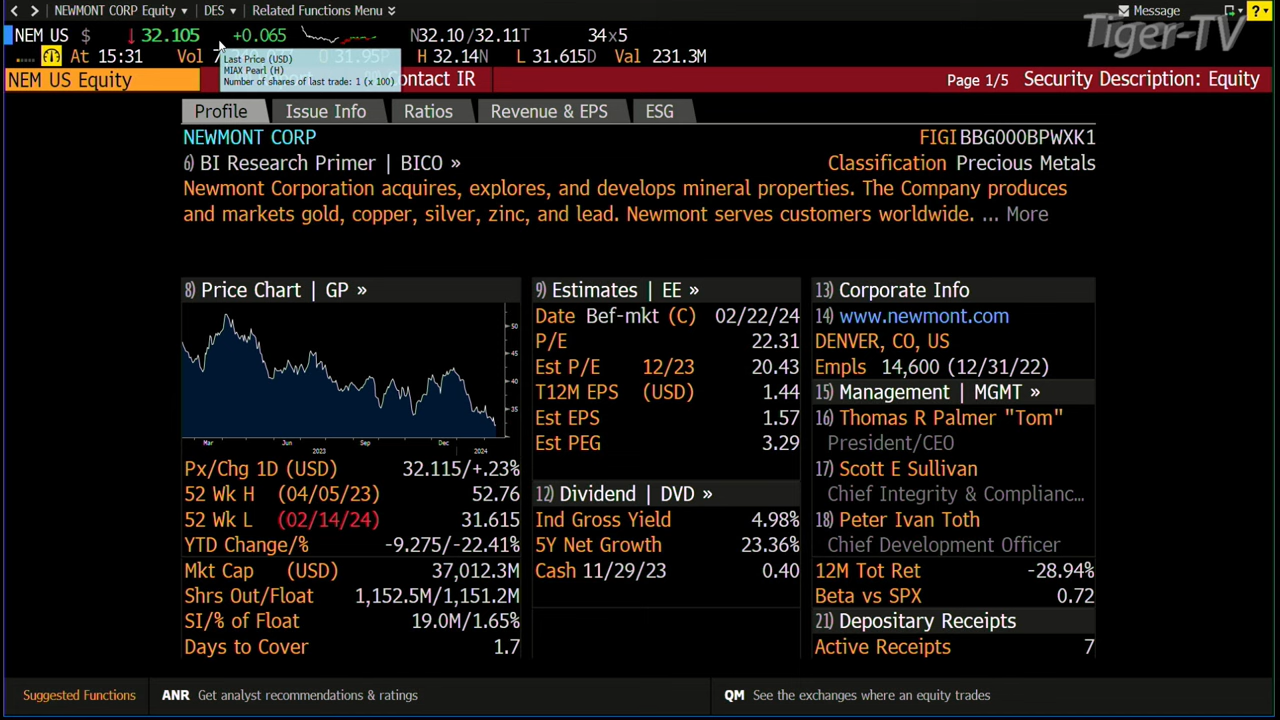 NEWMONT CORP Equity DES Related Functions Menu Message
NEM US $ ↓ 32.105 +0.065 N32.10/32.11T 34x5
At 15:31 Vol H 32.14N L 31.615D Val 231.3M
Last Price (USD)
MIAX Pearl (H)
Number of shares of last trade: 1 (x 100)
Tiger-TV
NEM US Equity Contact IR Page 1/5 Security Description: Equity
Profile Issue Info Ratios Revenue & EPS ESG
NEWMONT CORP FIGI BBG000BPWXK1
6) BI Research Primer | BICO » Classification Precious Metals
Newmont Corporation acquires, explores, and develops mineral properties. The Company produces
and markets gold, copper, silver, zinc, and lead. Newmont serves customers worldwide. ... More
8) Price Chart | GP »
50
45
40
35
Mar Jun Sep Dec
2023 2024
Px/Chg 1D (USD) 32.115/+.23%
52 Wk H (04/05/23) 52.76
52 Wk L (02/14/24) 31.615
YTD Change/% -9.275/-22.41%
Mkt Cap (USD) 37,012.3M
Shrs Out/Float 1,152.5M/1,151.2M
SI/% of Float 19.0M/1.65%
Days to Cover 1.7
9) Estimates | EE »
Date Bef-mkt (C) 02/22/24
P/E 22.31
Est P/E 12/23 20.43
T12M EPS (USD) 1.44
Est EPS 1.57
Est PEG 3.29
12) Dividend | DVD »
Ind Gross Yield 4.98%
5Y Net Growth 23.36%
Cash 11/29/23 0.40
13) Corporate Info
14) www.newmont.com
DENVER, CO, US
Empls 14,600 (12/31/22)
15) Management | MGMT »
16) Thomas R Palmer "Tom"
President/CEO
17) Scott E Sullivan
Chief Integrity & Complianc...
18) Peter Ivan Toth
Chief Development Officer
12M Tot Ret -28.94%
Beta vs SPX 0.72
21) Depositary Receipts
Active Receipts 7
Suggested Functions ANR Get analyst recommendations & ratings QM See the exchanges where an equity trades